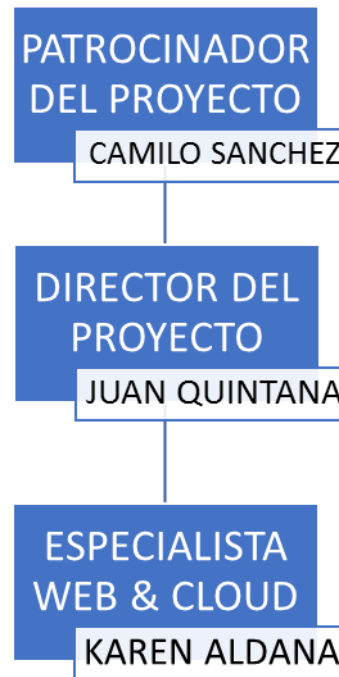 PATROCINADOR
DEL PROYECTO
CAMILO SANCHEZ
DIRECTOR DEL
PROYECTO
JUAN QUINTANA
ESPECIALISTA
WEB & CLOUD
KAREN ALDANA